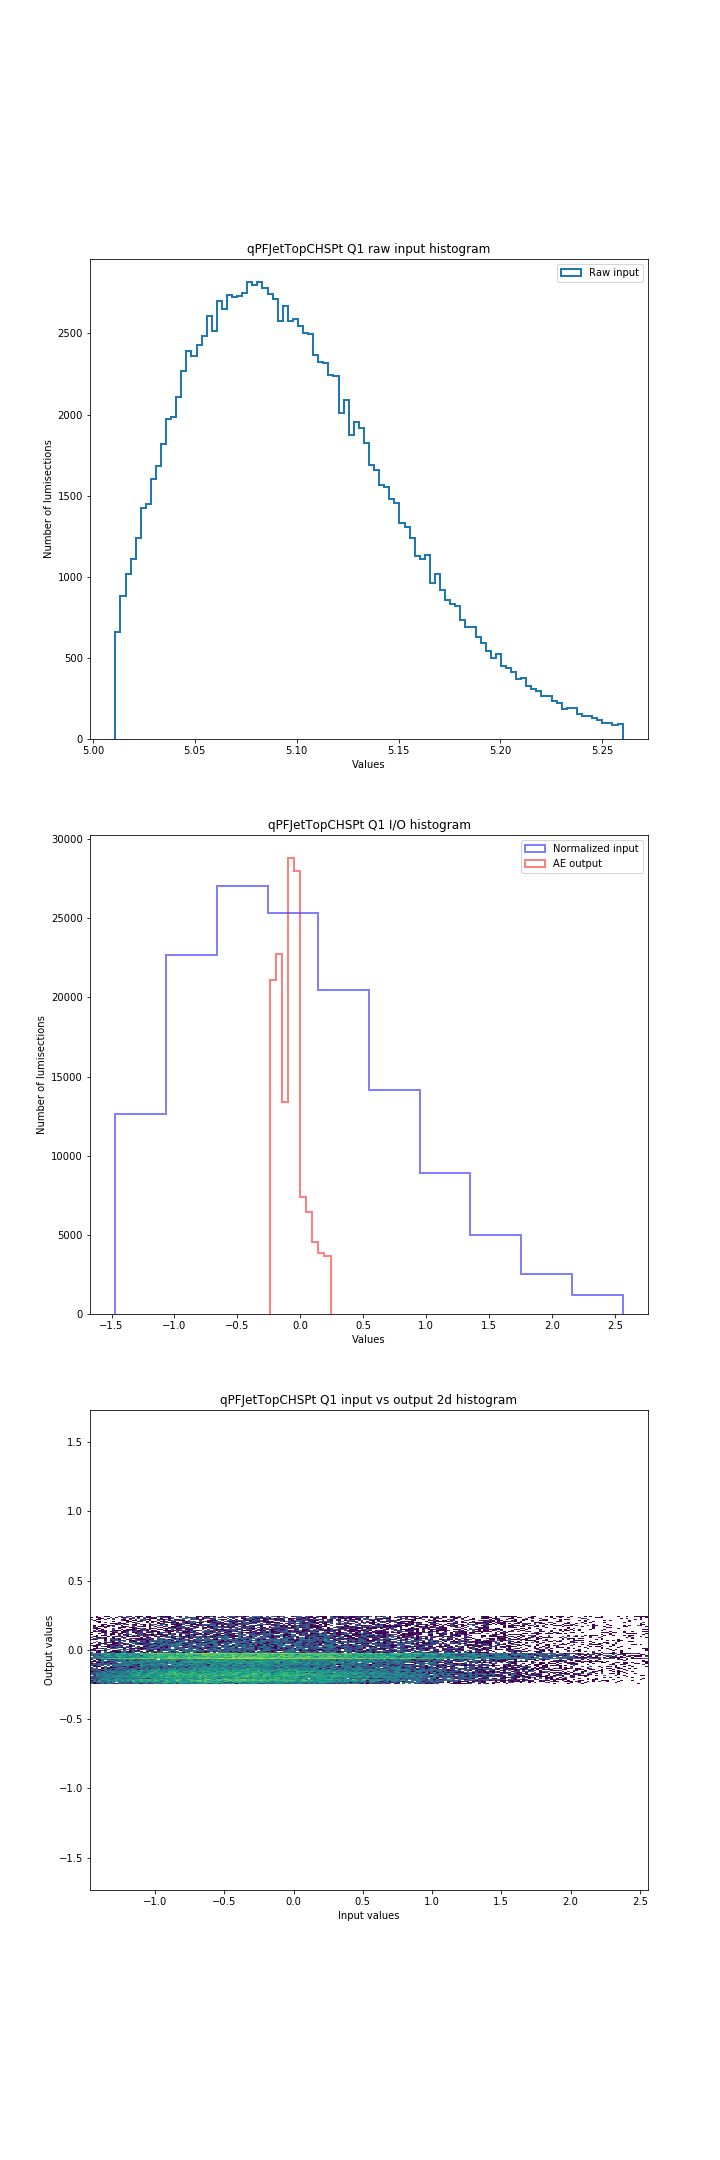 qPFJetTopCHSPt Q1 raw input histogram
Raw input
2500
2000
1500
1000
500
0
Number of lumisections
5.00 5.05 5.10 5.15 5.20 5.25
Values
qPFJetTopCHSPt Q1 I/O histogram
Normalized input
AE output
30000
25000
20000
15000
10000
5000
0
Number of lumisections
−1.5 −1.0 −0.5 0.0 0.5 1.0 1.5 2.0 2.5
Values
qPFJetTopCHSPt Q1 input vs output 2d histogram
1.5
1.0
0.5
0.0
−0.5
−1.0
−1.5
Output values
−1.0 −0.5 0.0 0.5 1.0 1.5 2.0 2.5
Input values